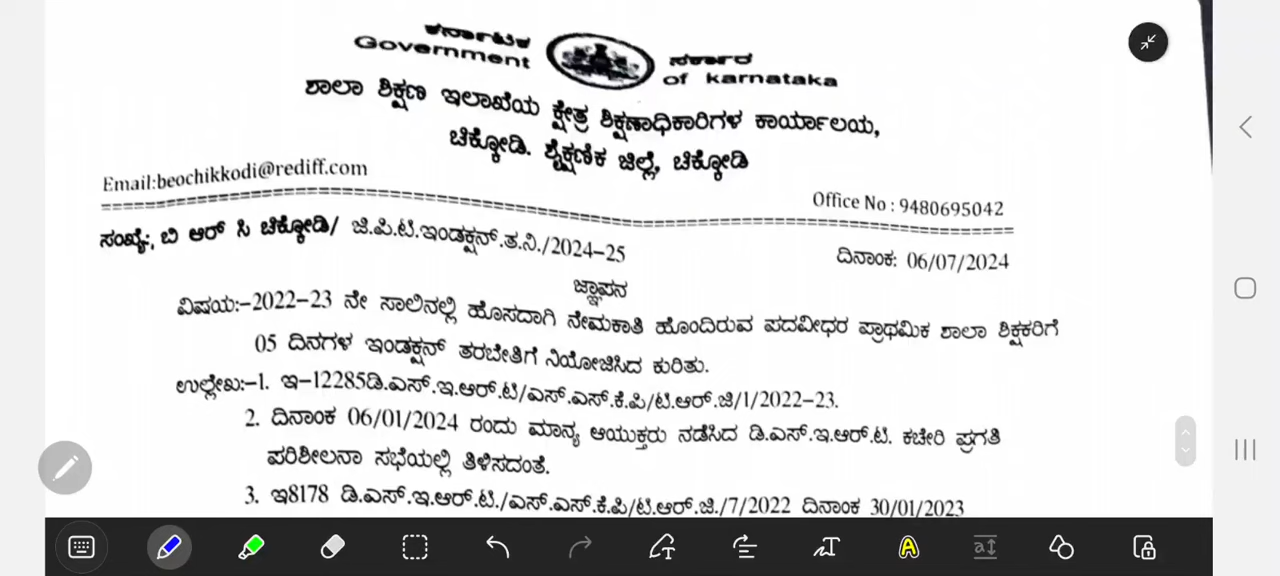 ಕರ್ನಾಟಕ ಸರ್ಕಾರ
Government of karnataka
ಶಾಲಾ ಶಿಕ್ಷಣ ಇಲಾಖೆಯ ಕ್ಷೇತ್ರ ಶಿಕ್ಷಣಾಧಿಕಾರಿಗಳ ಕಾರ್ಯಾಲಯ,
ಚಿಕ್ಕೋಡಿ. ಶೈಕ್ಷಣಿಕ ಜಿಲ್ಲೆ, ಚಿಕ್ಕೋಡಿ
Email:beochikkodi@rediff.com Office No : 9480695042
ಸಂಖ್ಯೆ:, ಬಿ ಆರ್ ಸಿ ಚಿಕ್ಕೋಡಿ/ ಜಿ.ಪಿ.ಟಿ.ಇಂಡಕ್ಷನ್.ತ.ನಿ./2024-25 ದಿನಾಂಕ: 06/07/2024
ಜ್ಞಾಪನ
ವಿಷಯ:-2022-23 ನೇ ಸಾಲಿನಲ್ಲಿ ಹೊಸದಾಗಿ ನೇಮಕಾತಿ ಹೊಂದಿರುವ ಪದವೀಧರ ಪ್ರಾಥಮಿಕ ಶಾಲಾ ಶಿಕ್ಷಕರಿಗೆ
05 ದಿನಗಳ ಇಂಡಕ್ಷನ್ ತರಬೇತಿಗೆ ನಿಯೋಜಿಸಿದ ಕುರಿತು.
ಉಲ್ಲೇಖ:-1. ಇ-12285ಡಿ.ಎಸ್.ಇ.ಆರ್.ಟಿ/ಎಸ್.ಎಸ್.ಕೆ.ಪಿ/ಟಿ.ಆರ್.ಜಿ/1/2022-23.
2. ದಿನಾಂಕ 06/01/2024 ರಂದು ಮಾನ್ಯ ಆಯುಕ್ತರು ನಡೆಸಿದ ಡಿ.ಎಸ್.ಇ.ಆರ್.ಟಿ. ಕಚೇರಿ ಪ್ರಗತಿ
ಪರಿಶೀಲನಾ ಸಭೆಯಲ್ಲಿ ತಿಳಿಸದಂತೆ.
3. ಇ8178 ಡಿ.ಎಸ್.ಇ.ಆರ್.ಟಿ./ಎಸ್.ಎಸ್.ಕೆ.ಪಿ/ಟಿ.ಆರ್.ಜಿ./7/2022 ದಿನಾಂಕ 30/01/2023